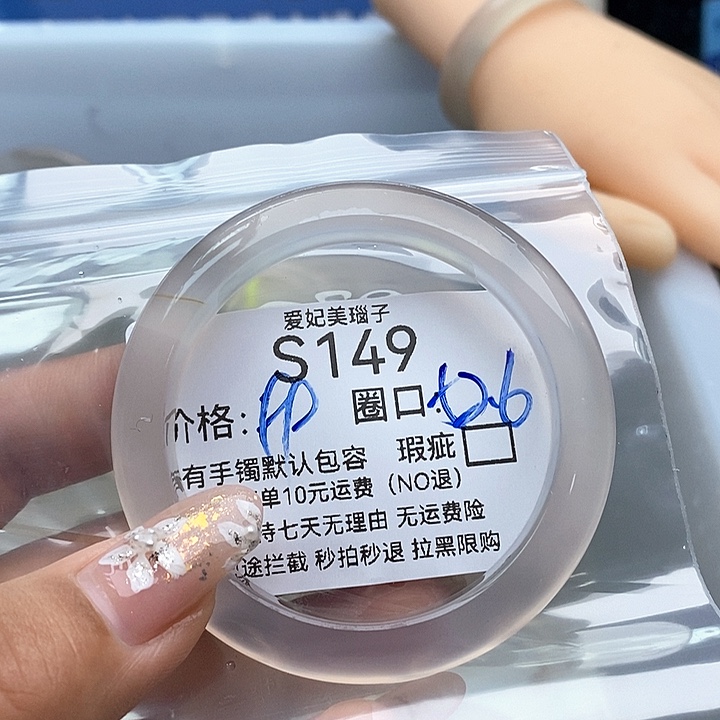 爱妃美瑙子
S149
价格: 圈口:
有手镯默认包容 瑕疵
单10元运费（NO退）
持七天无理由 无运费险
途拦截 秒拍秒退 拉黑限购